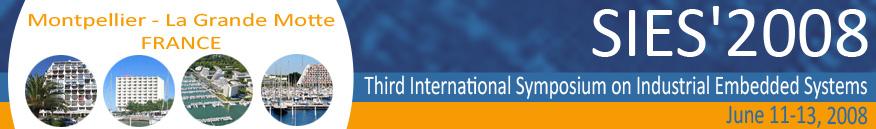 Montpellier - La Grande Motte
FRANCE
SIES'2008
Third International Symposium on Industrial Embedded Systems
June 11-13, 2008